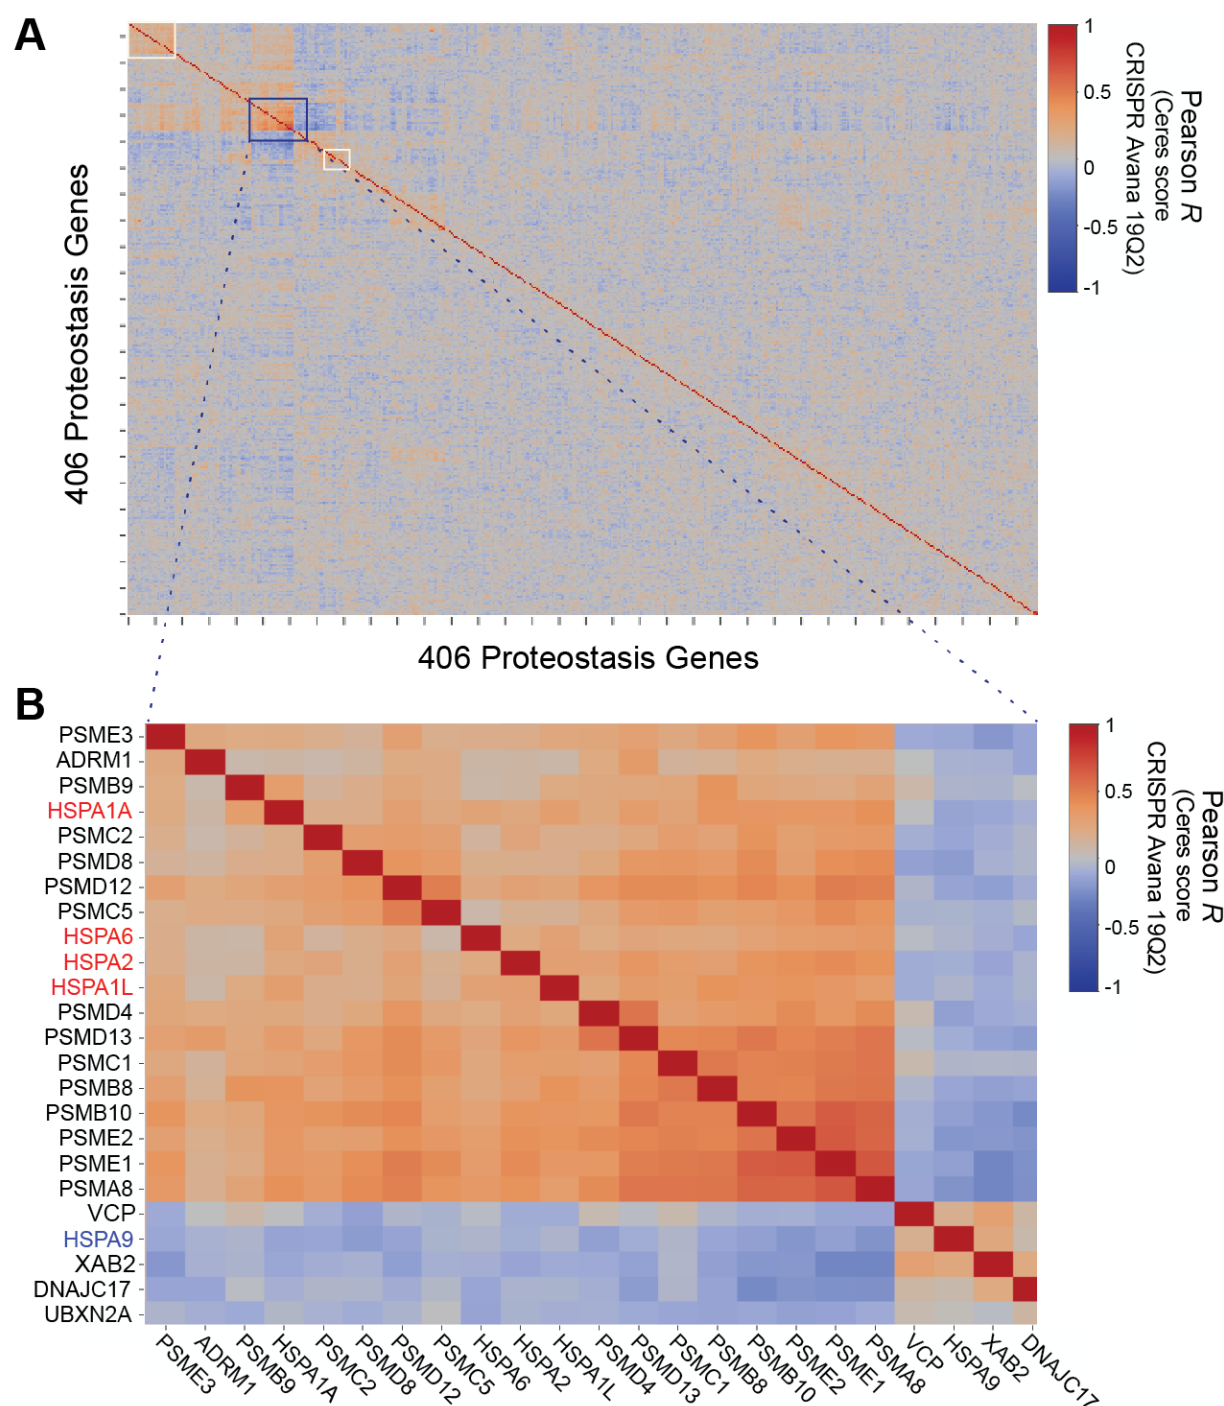 A
406 Proteostasis Genes
406 Proteostasis Genes
1
0.5
0
-0.5
-1
Pearson R
(Ceres score
CRISPR Avana 19Q2)
B
PSME3
ADRM1
PSMB9
HSPA1A
PSMC2
PSMD8
PSMD12
PSMC5
HSPA6
HSPA2
HSPA1L
PSMD4
PSMD13
PSMC1
PSMB8
PSMB10
PSME2
PSME1
PSMA8
VCP
HSPA9
XAB2
DNAJC17
UBXN2A
PSME3
ADRM1
PSMB9
HSPA1A
PSMC2
PSMD8
PSMD12
PSMC5
HSPA6
HSPA2
HSPA1L
PSMD4
PSMD13
PSMC1
PSMB8
PSMB10
PSME2
PSME1
PSMA8
VCP
HSPA9
XAB2
DNAJC17
1
0.5
0
-0.5
-1
Pearson R
(Ceres score
CRISPR Avana 19Q2)